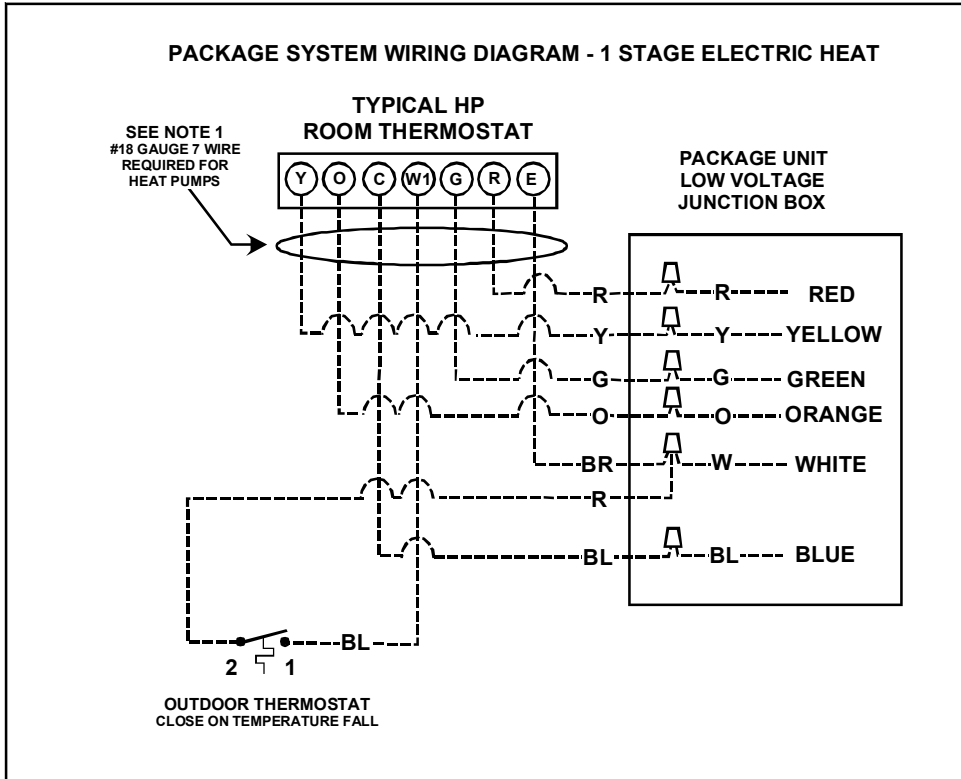 PACKAGE SYSTEM WIRING DIAGRAM - 1 STAGE ELECTRIC HEAT
TYPICAL HP
ROOM THERMOSTAT
SEE NOTE 1
#18 GAUGE 7 WIRE
REQUIRED FOR
HEAT PUMPS
Y O C W1 G R E
PACKAGE UNIT
LOW VOLTAGE
JUNCTION BOX
R R RED
Y Y YELLOW
G G GREEN
O O ORANGE
BR W WHITE
R
BL BL BLUE
BL
2 1
OUTDOOR THERMOSTAT
CLOSE ON TEMPERATURE FALL